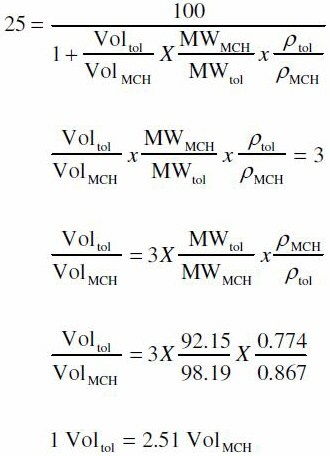 25 = 100 / (1 + Vol_tol / Vol_MCH X MW_MCH / MW_tol x ρ_tol / ρ_MCH)
Vol_tol / Vol_MCH x MW_MCH / MW_tol x ρ_tol / ρ_MCH = 3
Vol_tol / Vol_MCH = 3X MW_tol / MW_MCH x ρ_MCH / ρ_tol
Vol_tol / Vol_MCH = 3X 92.15 / 98.19 X 0.774 / 0.867
1 Vol_tol = 2.51 Vol_MCH